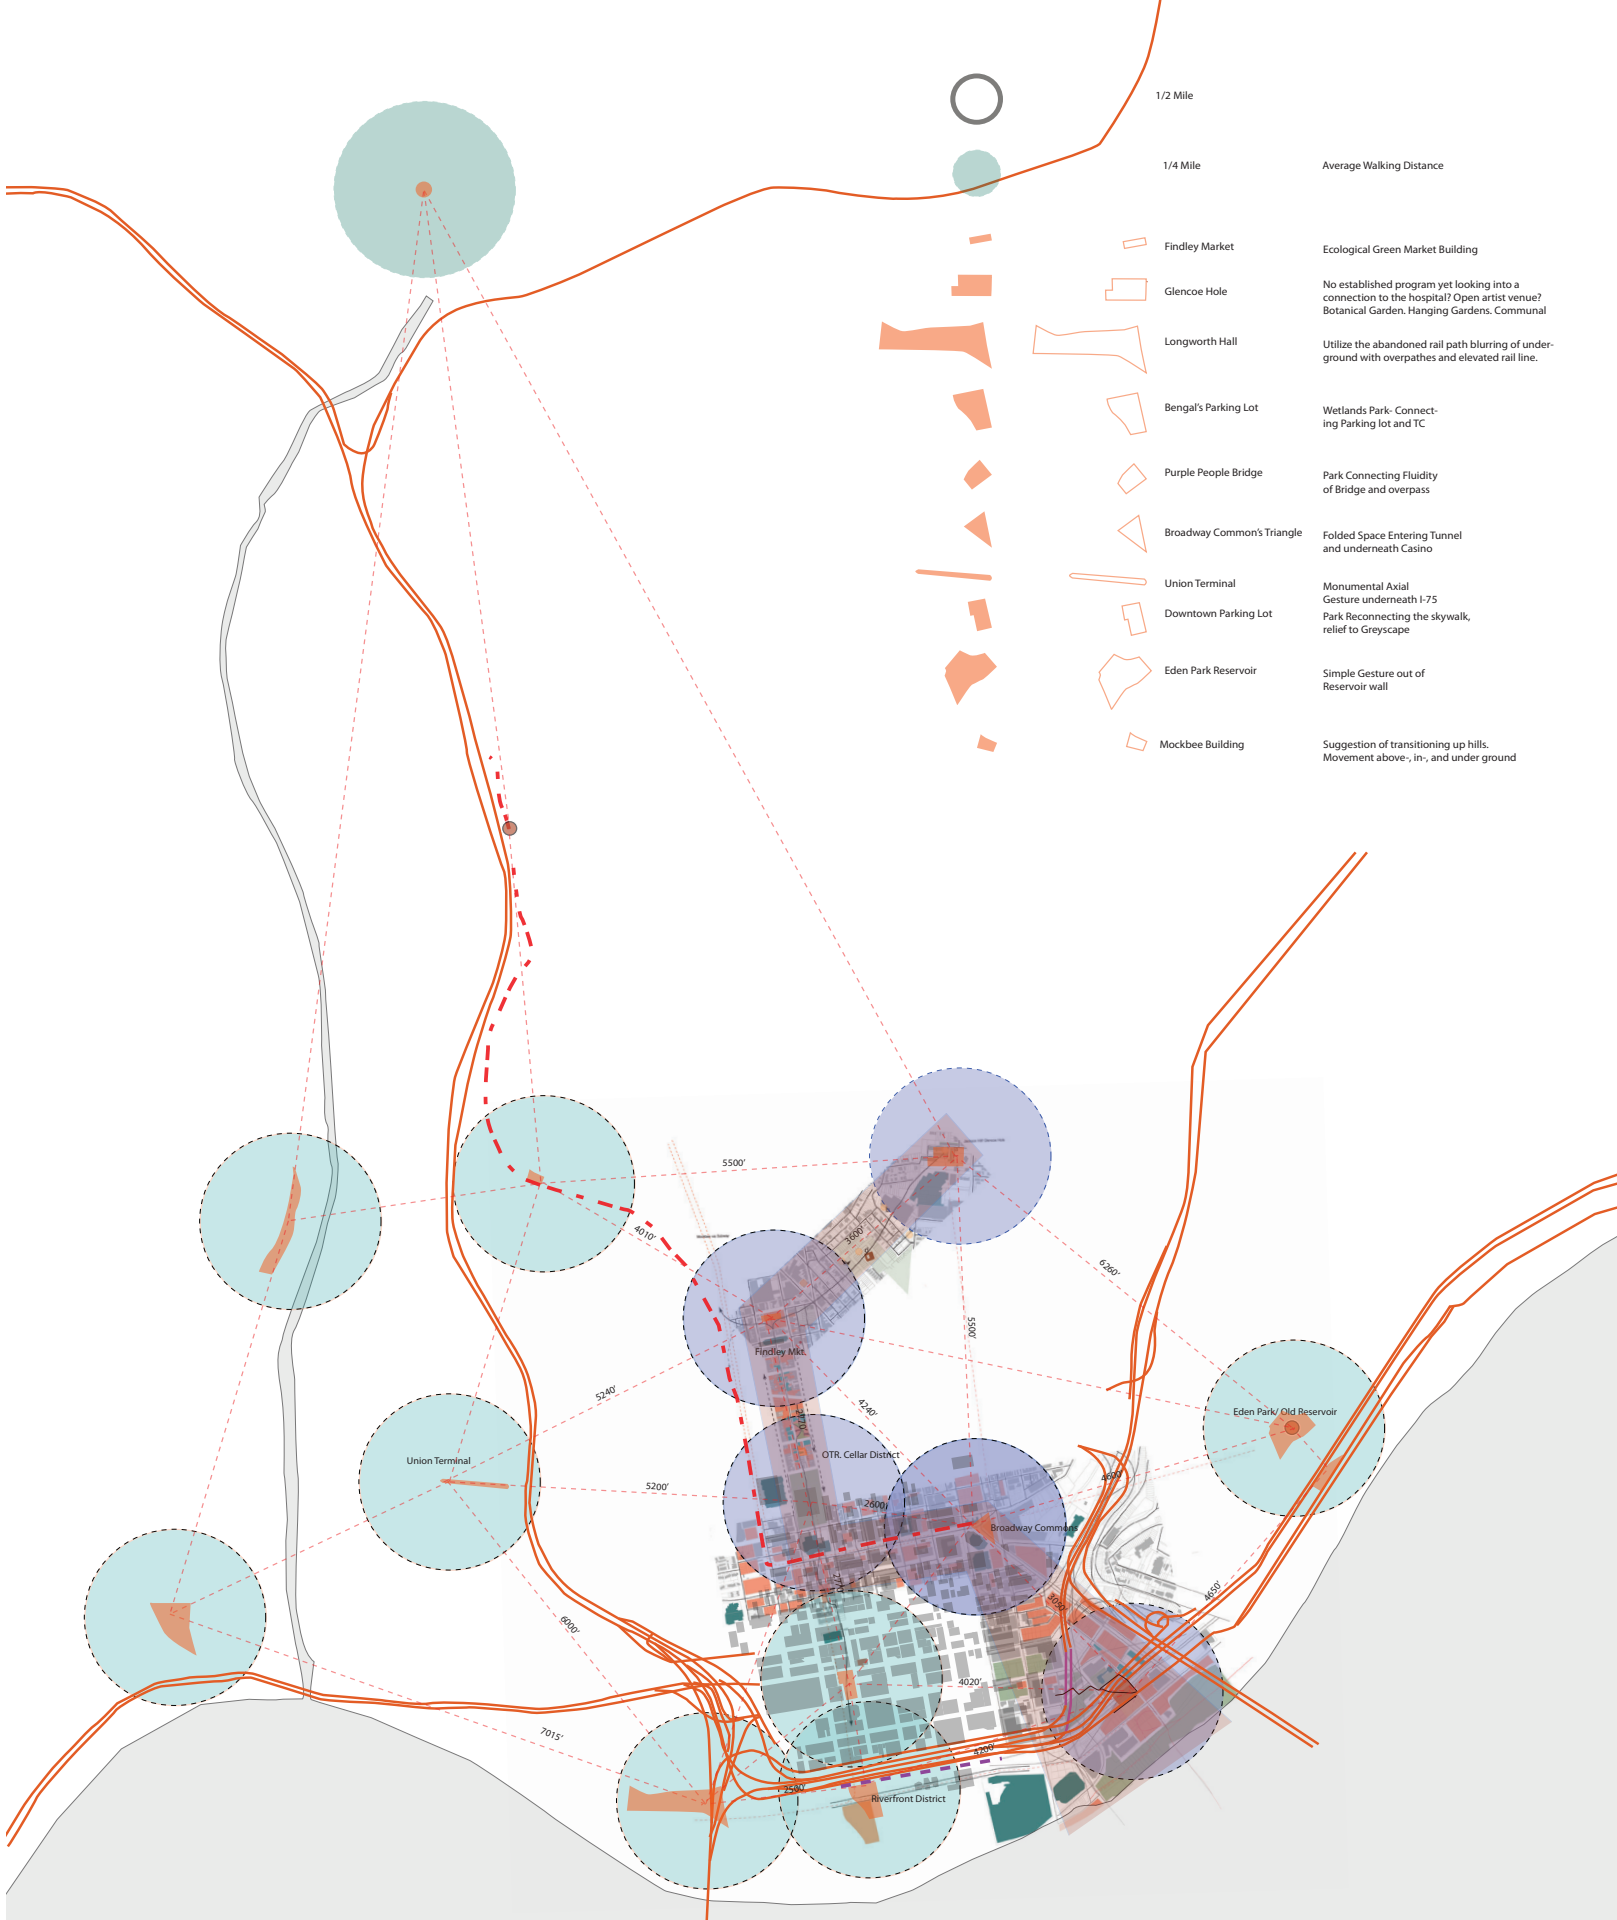 1/2 Mile
1/4 Mile
Average Walking Distance
Findley Market
Ecological Green Market Building
Glencoe Hole
No established program yet looking into a
connection to the hospital? Open artist venue?
Botanical Garden. Hanging Gardens. Communal
Longworth Hall
Utilize the abandoned rail path blurring of under-
ground with overpathes and elevated rail line.
Bengal's Parking Lot
Wetlands Park- Connect-
ing Parking lot and TC
Purple People Bridge
Park Connecting Fluidity
of Bridge and overpass
Broadway Common's Triangle
Folded Space Entering Tunnel
and underneath Casino
Union Terminal
Monumental Axial
Gesture underneath I-75
Downtown Parking Lot
Park Reconnecting the skywalk,
relief to Greyscape
Eden Park Reservoir
Simple Gesture out of
Reservoir wall
Mockbee Building
Suggestion of transitioning up hills.
Movement above-, in-, and under ground
5500'
4010'
3600'
6260'
5500'
Findley Mkt.
5240'
4240'
Eden Park/ Old Reservoir
OTR. Cellar District
Union Terminal
4600'
5200'
2600'
Broadway Commons
4650'
3050'
6000'
4020'
7015'
4200'
2500'
Riverfront District